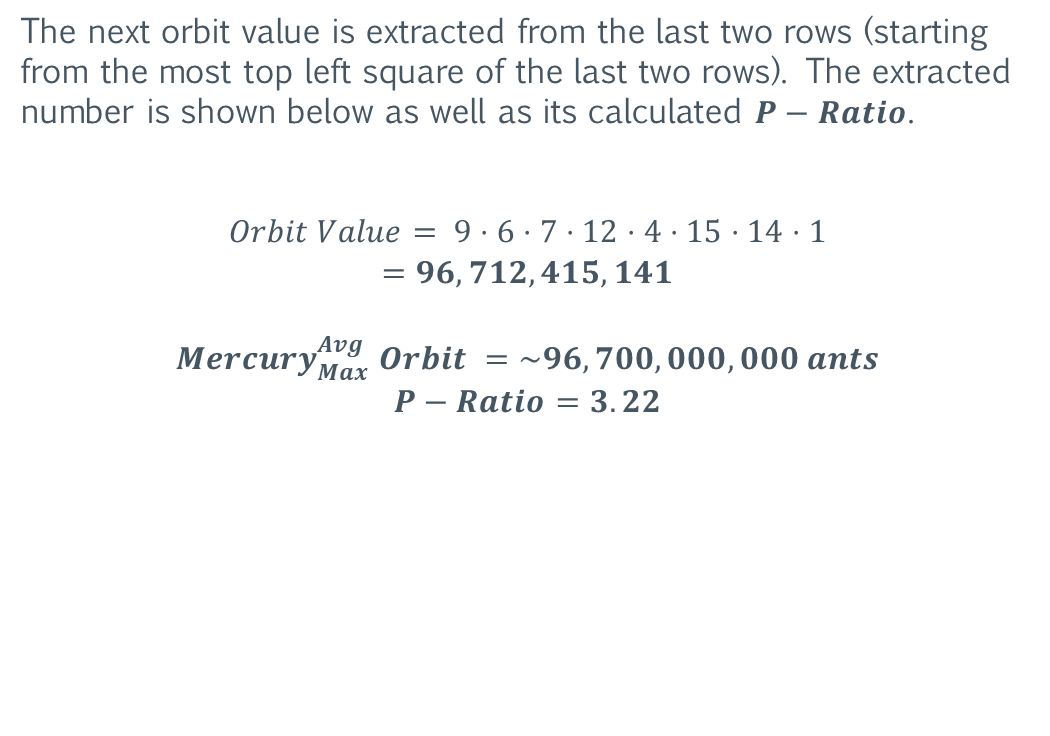 The next orbit value is extracted from the last two rows (starting
from the most top left square of the last two rows). The extracted
number is shown below as well as its calculated P − Ratio.
Orbit Value = 9 ∙ 6 ∙ 7 ∙ 12 ∙ 4 ∙ 15 ∙ 14 ∙ 1
= 96,712,415,141
Mercury^{Avg}_{Max} Orbit = ~96,700,000,000 ants
P − Ratio = 3.22